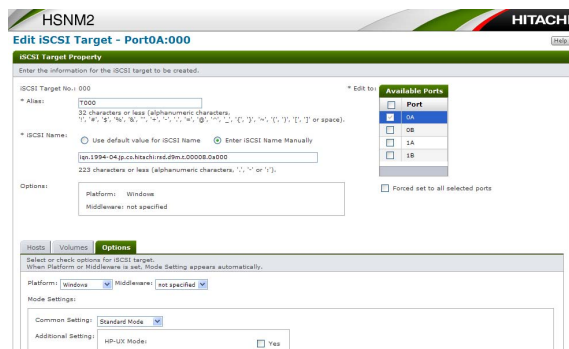 HSNM2
HITACHI
Edit iSCSI Target - Port0A:000
Help
iSCSI Target Property
Enter the information for the iSCSI target to be created.
iSCSI Target No.: 000
* Edit to:
Available Ports
Port
0A
0B
1A
1B
* Alias:
T000
32 characters or less (alphanumeric characters,
'!', '#', '$', '%', '&', ''', '+', '-', '.', '=', '@', '^', '_', '{', '}', '~', '(', ')', '[', ']' or space).
* iSCSI Name:
Use default value for iSCSI Name
Enter iSCSI Name Manually
iqn.1994-04.jp.co.hitachi:rsd.d9m.t.00008.0a000
223 characters or less (alphanumeric characters, '.', '-' or ':').
Forced set to all selected ports
Options:
Platform: Windows
Middleware: not specified
Hosts
Volumes
Options
Select or check options for iSCSI target.
When Platform or Middleware is set, Mode Setting appears automatically.
Platform: Windows Middleware: not specified
Mode Settings:
Common Setting: Standard Mode
Additional Setting:
HP-UX Mode:
Yes